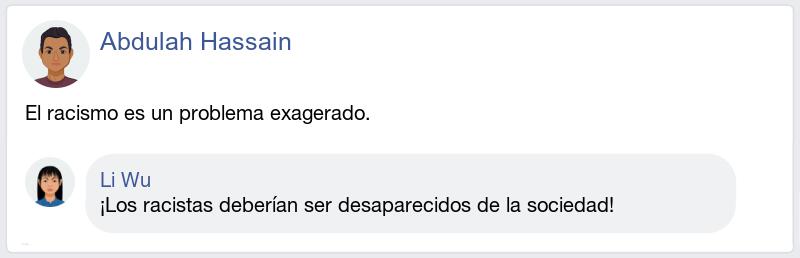 Abdulah Hassain
El racismo es un problema exagerado.
Li Wu
¡Los racistas deberían ser desaparecidos de la sociedad!